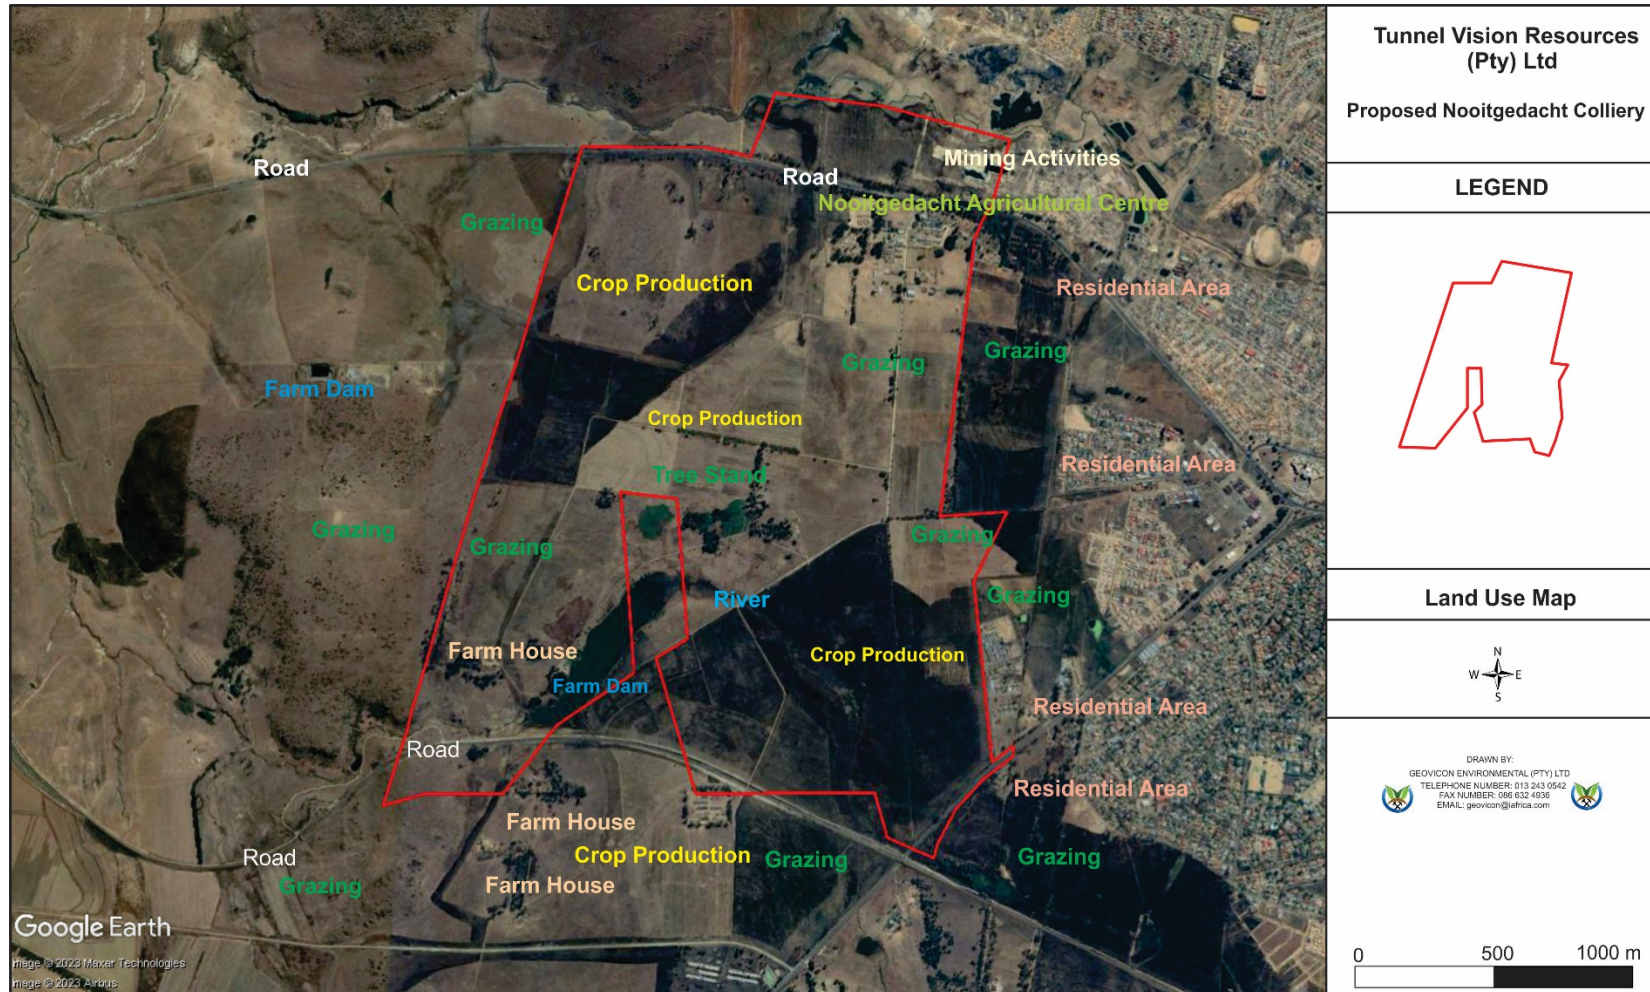 Road
Road
Mining Activities
Nooitgedacht Agricultural Centre
Grazing
Crop Production
Residential Area
Grazing
Grazing
Farm Dam
Crop Production
Tree Stand
Residential Area
Grazing
Grazing
Grazing
River
Grazing
Farm House
Crop Production
Farm Dam
Residential Area
Road
Residential Area
Farm House
Road
Crop Production
Grazing
Grazing
Grazing
Farm House
Google Earth
Image © 2023 Maxar Technologies
Image © 2023 Airbus
Tunnel Vision Resources
(Pty) Ltd
Proposed Nooitgedacht Colliery
LEGEND
Land Use Map
N
W E
S
DRAWN BY:
GEOVICON ENVIRONMENTAL (PTY) LTD
TELEPHONE NUMBER: 013 243 0542
FAX NUMBER: 086 632 4936
EMAIL: geovicon@iafrica.com
0 500 1000 m